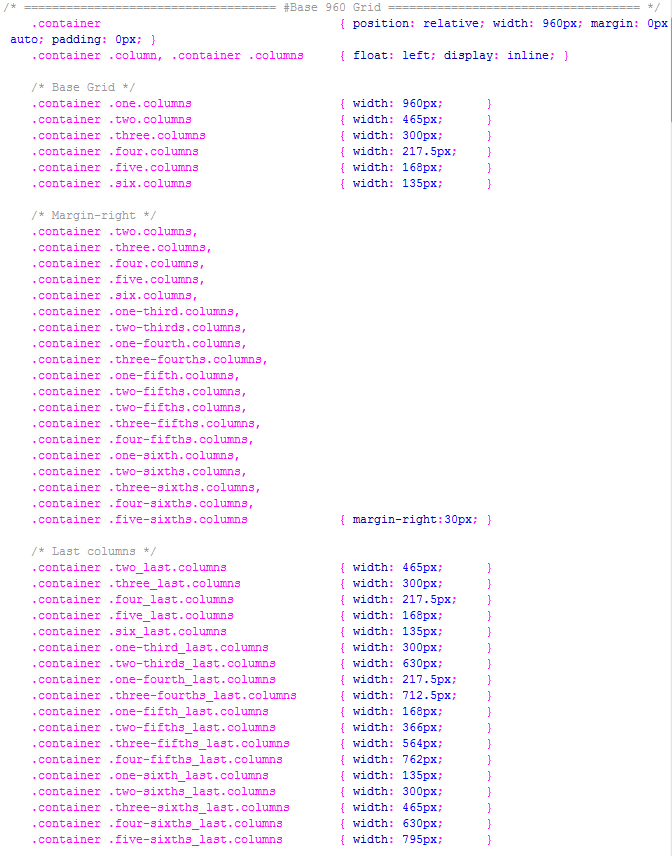 /* ==================================== #Base 960 Grid ==================================== */
.container { position: relative; width: 960px; margin: 0px
auto; padding: 0px; }
.container .column, .container .columns { float: left; display: inline; }
/* Base Grid */
.container .one.columns { width: 960px; }
.container .two.columns { width: 465px; }
.container .three.columns { width: 300px; }
.container .four.columns { width: 217.5px; }
.container .five.columns { width: 168px; }
.container .six.columns { width: 135px; }
/* Margin-right */
.container .two.columns,
.container .three.columns,
.container .four.columns,
.container .five.columns,
.container .six.columns,
.container .one-third.columns,
.container .two-thirds.columns,
.container .one-fourth.columns,
.container .three-fourths.columns,
.container .one-fifth.columns,
.container .two-fifths.columns,
.container .two-fifths.columns,
.container .three-fifths.columns,
.container .four-fifths.columns,
.container .one-sixth.columns,
.container .two-sixths.columns,
.container .three-sixths.columns,
.container .four-sixths.columns,
.container .five-sixths.columns { margin-right:30px; }
/* Last columns */
.container .two_last.columns { width: 465px; }
.container .three_last.columns { width: 300px; }
.container .four_last.columns { width: 217.5px; }
.container .five_last.columns { width: 168px; }
.container .six_last.columns { width: 135px; }
.container .one-third_last.columns { width: 300px; }
.container .two-thirds_last.columns { width: 630px; }
.container .one-fourth_last.columns { width: 217.5px; }
.container .three-fourths_last.columns { width: 712.5px; }
.container .one-fifth_last.columns { width: 168px; }
.container .two-fifths_last.columns { width: 366px; }
.container .three-fifths_last.columns { width: 564px; }
.container .four-fifths_last.columns { width: 762px; }
.container .one-sixth_last.columns { width: 135px; }
.container .two-sixths_last.columns { width: 300px; }
.container .three-sixths_last.columns { width: 465px; }
.container .four-sixths_last.columns { width: 630px; }
.container .five-sixths_last.columns { width: 795px; }